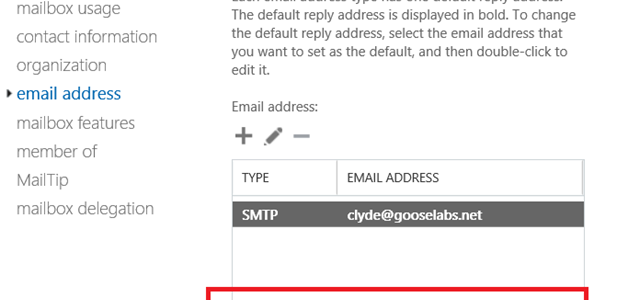 mailbox usage
contact information
organization
email address
mailbox features
member of
MailTip
mailbox delegation
The default reply address is displayed in bold. To change
the default reply address, select the email address that
you want to set as the default, and then double-click to
edit it.
Email address:
TYPE EMAIL ADDRESS
SMTP clyde@gooselabs.net